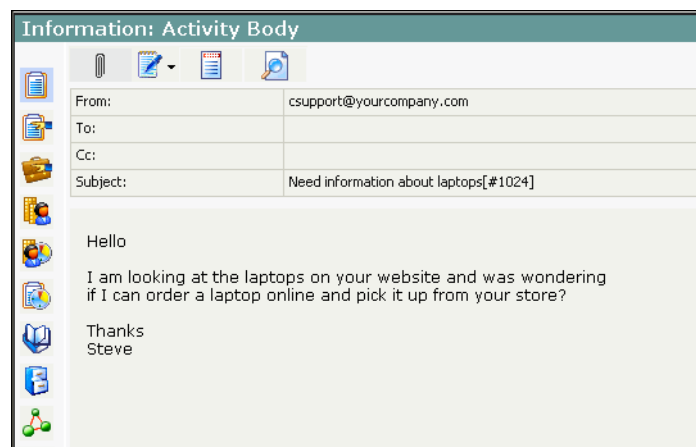 Information: Activity Body
From: csupport@yourcompany.com
To:
Cc:
Subject: Need information about laptops[#1024]
Hello
I am looking at the laptops on your website and was wondering
if I can order a laptop online and pick it up from your store?
Thanks
Steve